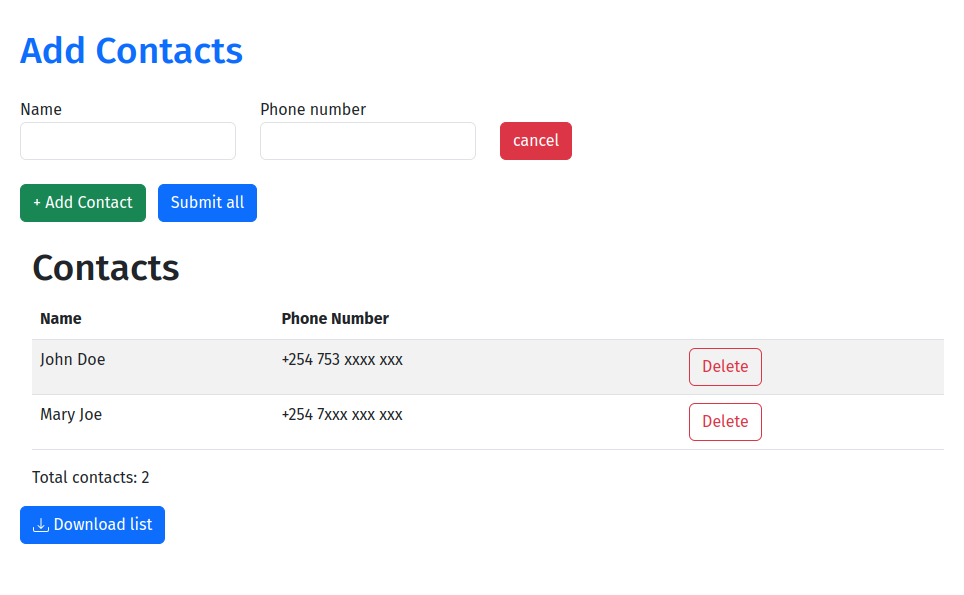 Add Contacts
Name Phone number
cancel
+ Add Contact Submit all
Contacts
Name Phone Number
John Doe +254 753 xxxx xxx Delete
Mary Joe +254 7xxx xxx xxx Delete
Total contacts: 2
Download list